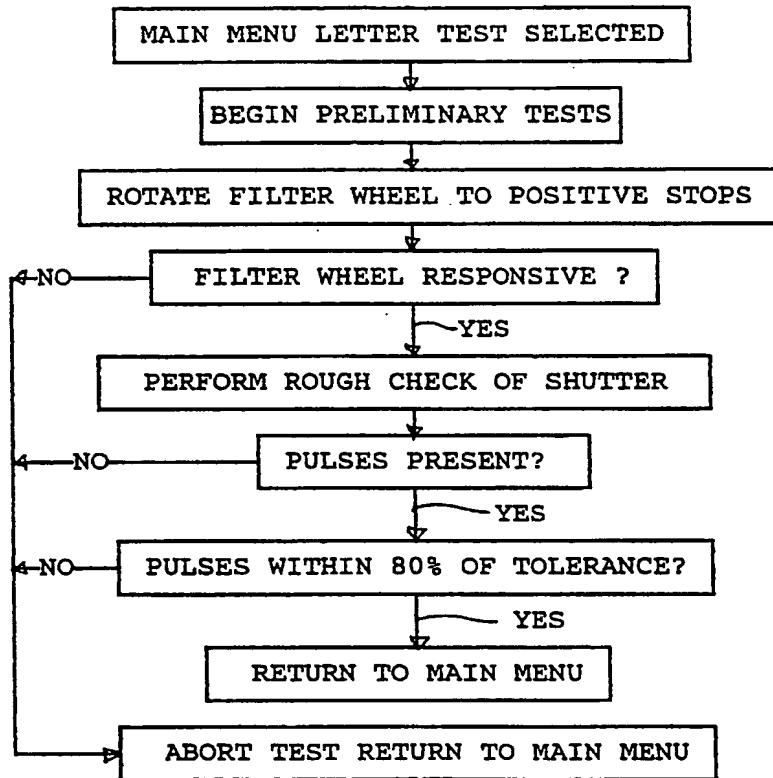 MAIN MENU LETTER TEST SELECTED
BEGIN PRELIMINARY TESTS
ROTATE FILTER WHEEL TO POSITIVE STOPS
NO
FILTER WHEEL RESPONSIVE ?
YES
PERFORM ROUGH CHECK OF SHUTTER
NO
PULSES PRESENT?
YES
NO
PULSES WITHIN 80% OF TOLERANCE?
YES
RETURN TO MAIN MENU
ABORT TEST RETURN TO MAIN MENU